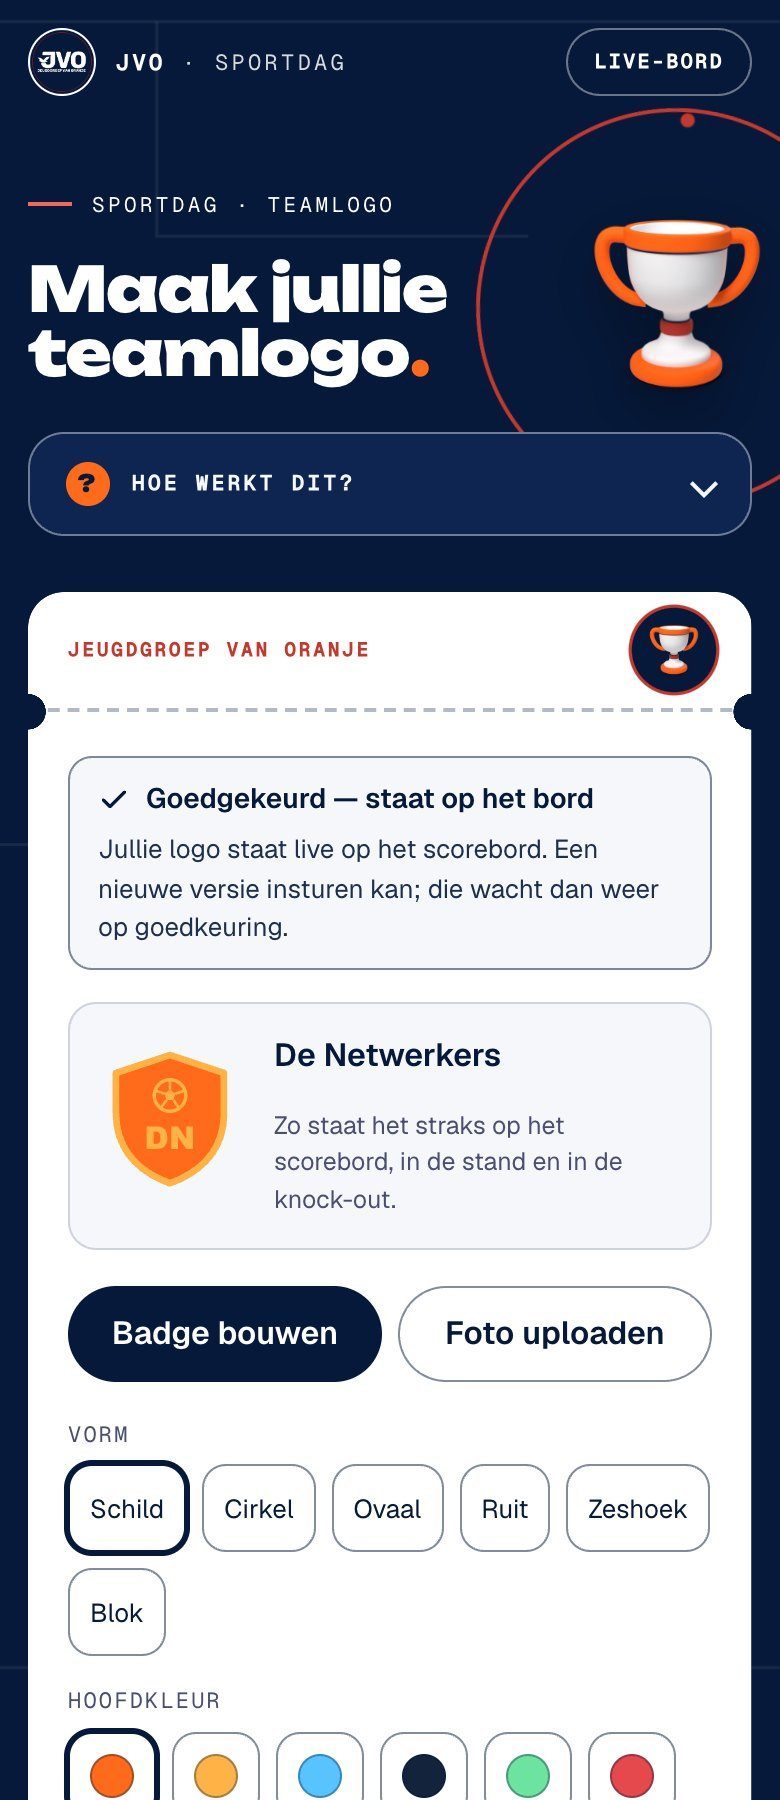 JVO
JVO · SPORTDAG
LIVE-BORD
SPORTDAG · TEAMLOGO
Maak jullie
teamlogo.
? HOE WERKT DIT?
JEUGDGROEP VAN ORANJE
Goedgekeurd — staat op het bord
Jullie logo staat live op het scorebord. Een
nieuwe versie insturen kan; die wacht dan weer
op goedkeuring.
DN
De Netwerkers
Zo staat het straks op het
scorebord, in de stand en in de
knock-out.
Badge bouwen
Foto uploaden
VORM
Schild
Cirkel
Ovaal
Ruit
Zeshoek
Blok
HOOFDKLEUR